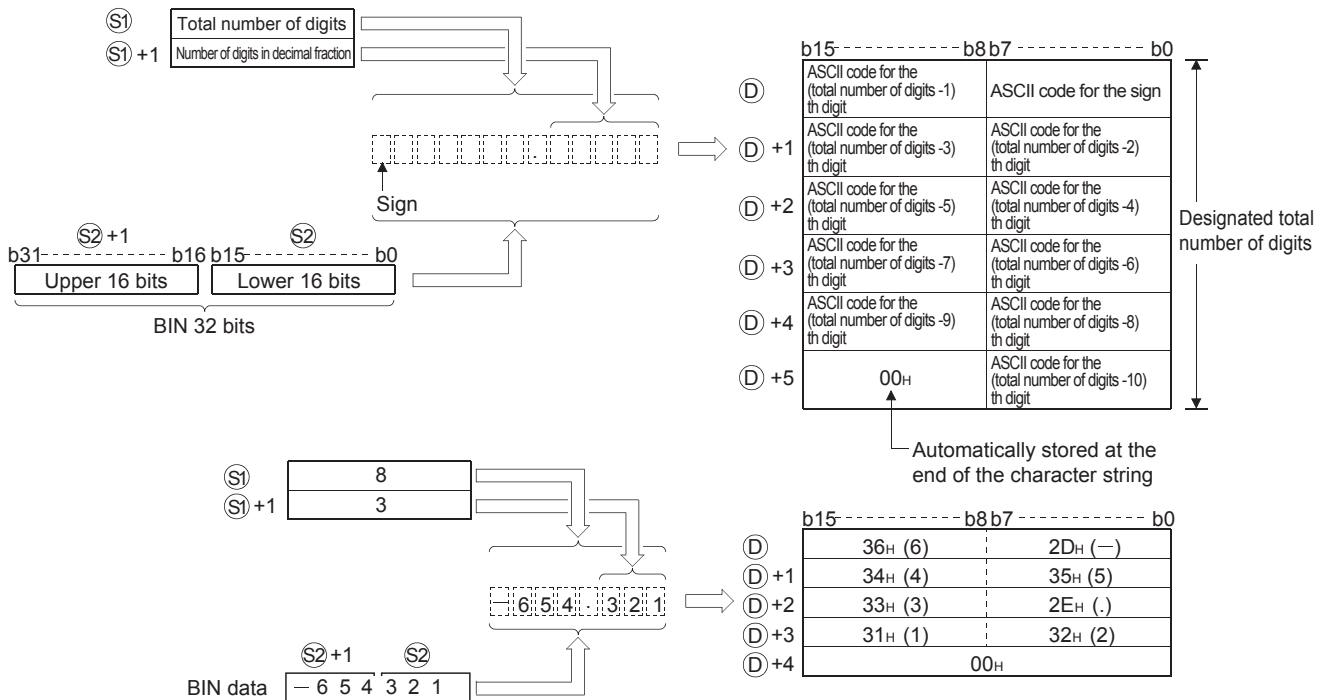 S1 Total number of digits
S1 +1 Number of digits in decimal fraction
.
Sign
S2 +1 S2
b31 b16 b15 b0
Upper 16 bits Lower 16 bits
BIN 32 bits
b15 b8 b7 b0
D
ASCII code for the
(total number of digits -1)
th digit
ASCII code for the sign
D +1
ASCII code for the
(total number of digits -3)
th digit
ASCII code for the
(total number of digits -2)
th digit
D +2
ASCII code for the
(total number of digits -5)
th digit
ASCII code for the
(total number of digits -4)
th digit
D +3
ASCII code for the
(total number of digits -7)
th digit
ASCII code for the
(total number of digits -6)
th digit
D +4
ASCII code for the
(total number of digits -9)
th digit
ASCII code for the
(total number of digits -8)
th digit
D +5
00H
ASCII code for the
(total number of digits -10)
th digit
Designated total
number of digits
Automatically stored at the
end of the character string
S1 8
S1 +1 3
— 6 5 4 . 3 2 1
S2 +1 S2
BIN data — 6 5 4 3 2 1
b15 b8 b7 b0
D 36H (6) 2DH (—)
D +1 34H (4) 35H (5)
D +2 33H (3) 2EH (.)
D +3 31H (1) 32H (2)
D +4 00H